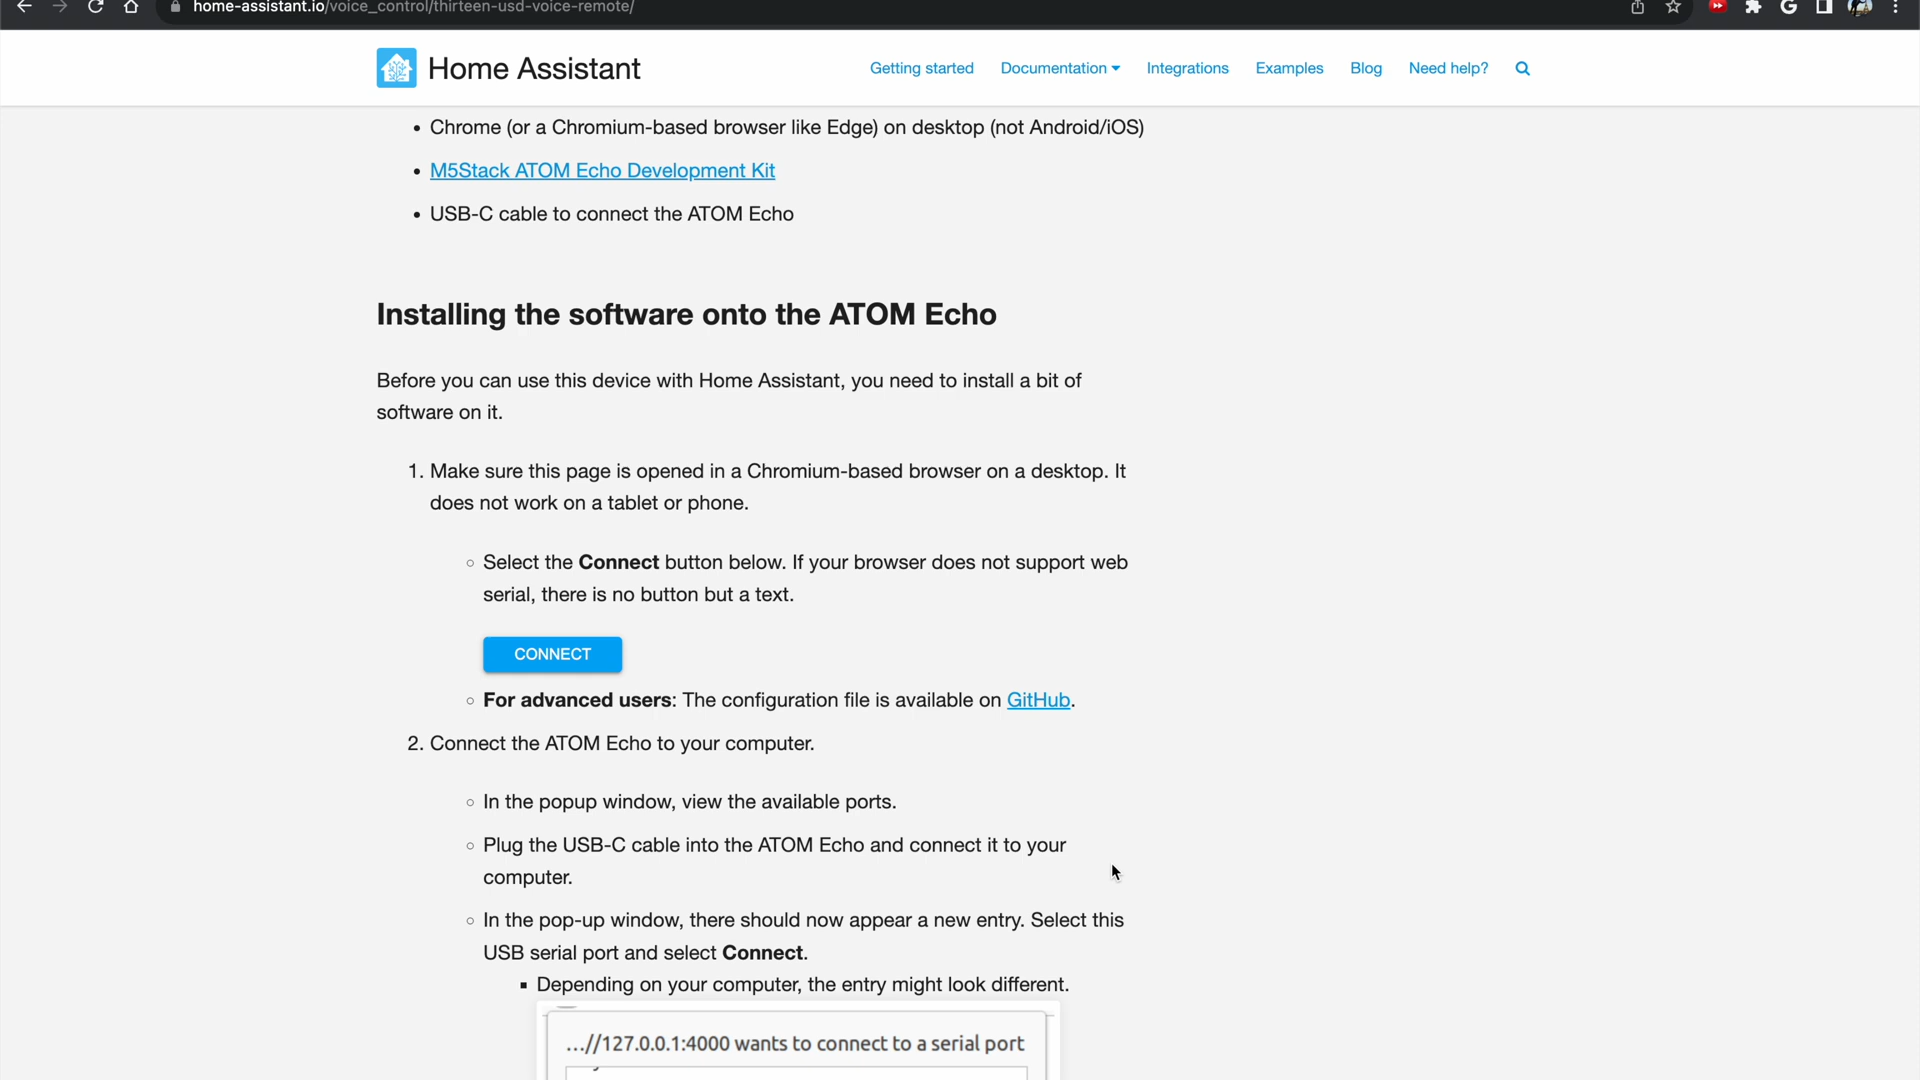 home-assistant.io/voice_control/thirteen-usd-voice-remote/
Home Assistant
Getting started Documentation Integrations Examples Blog Need help?
Chrome (or a Chromium-based browser like Edge) on desktop (not Android/iOS)
M5Stack ATOM Echo Development Kit
USB-C cable to connect the ATOM Echo
Installing the software onto the ATOM Echo
Before you can use this device with Home Assistant, you need to install a bit of
software on it.
1. Make sure this page is opened in a Chromium-based browser on a desktop. It
does not work on a tablet or phone.
Select the Connect button below. If your browser does not support web
serial, there is no button but a text.
CONNECT
For advanced users: The configuration file is available on GitHub.
2. Connect the ATOM Echo to your computer.
In the popup window, view the available ports.
Plug the USB-C cable into the ATOM Echo and connect it to your
computer.
In the pop-up window, there should now appear a new entry. Select this
USB serial port and select Connect.
Depending on your computer, the entry might look different.
...//127.0.0.1:4000 wants to connect to a serial port